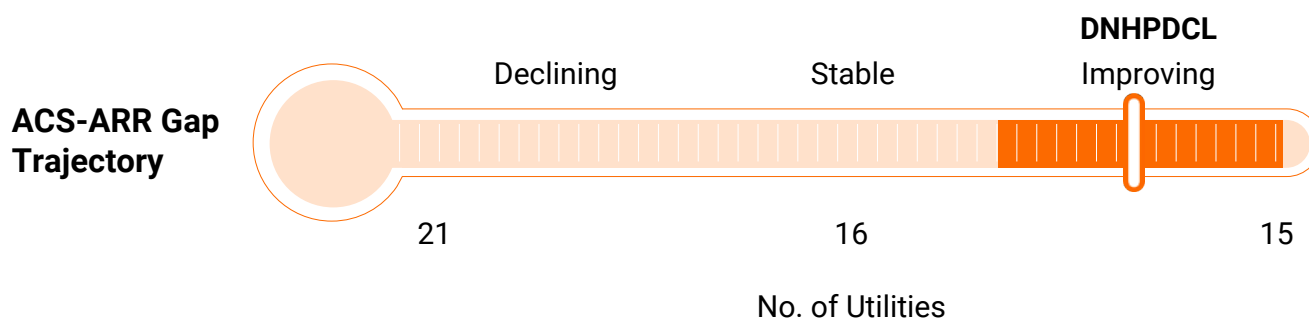 DNHPDCL
Declining Stable Improving
ACS-ARR Gap
Trajectory
21 16 15
No. of Utilities